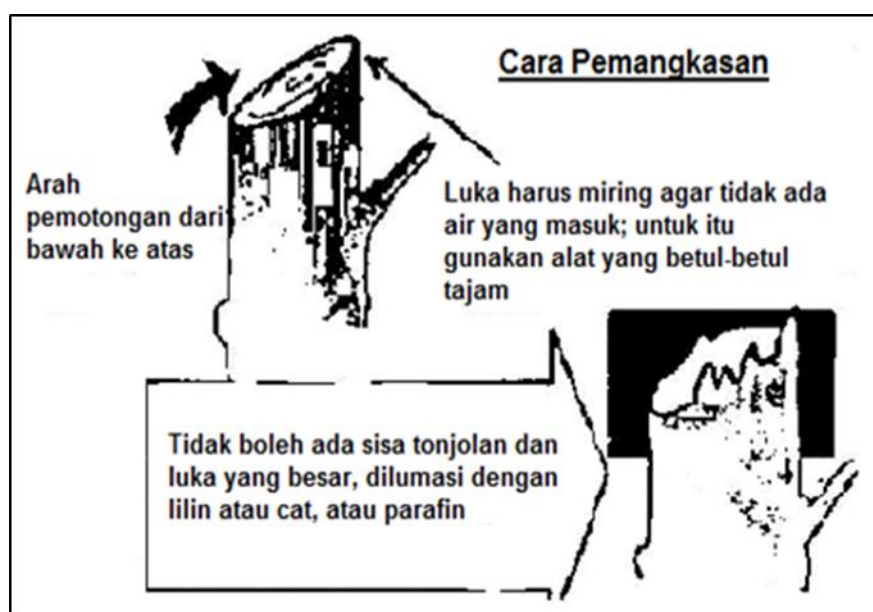 Cara Pemangkasan
Arah
pemotongan dari
bawah ke atas
Luka harus miring agar tidak ada
air yang masuk; untuk itu
gunakan alat yang betul-betul
tajam
Tidak boleh ada sisa tonjolan dan
luka yang besar, dilumasi dengan
lilin atau cat, atau parafin